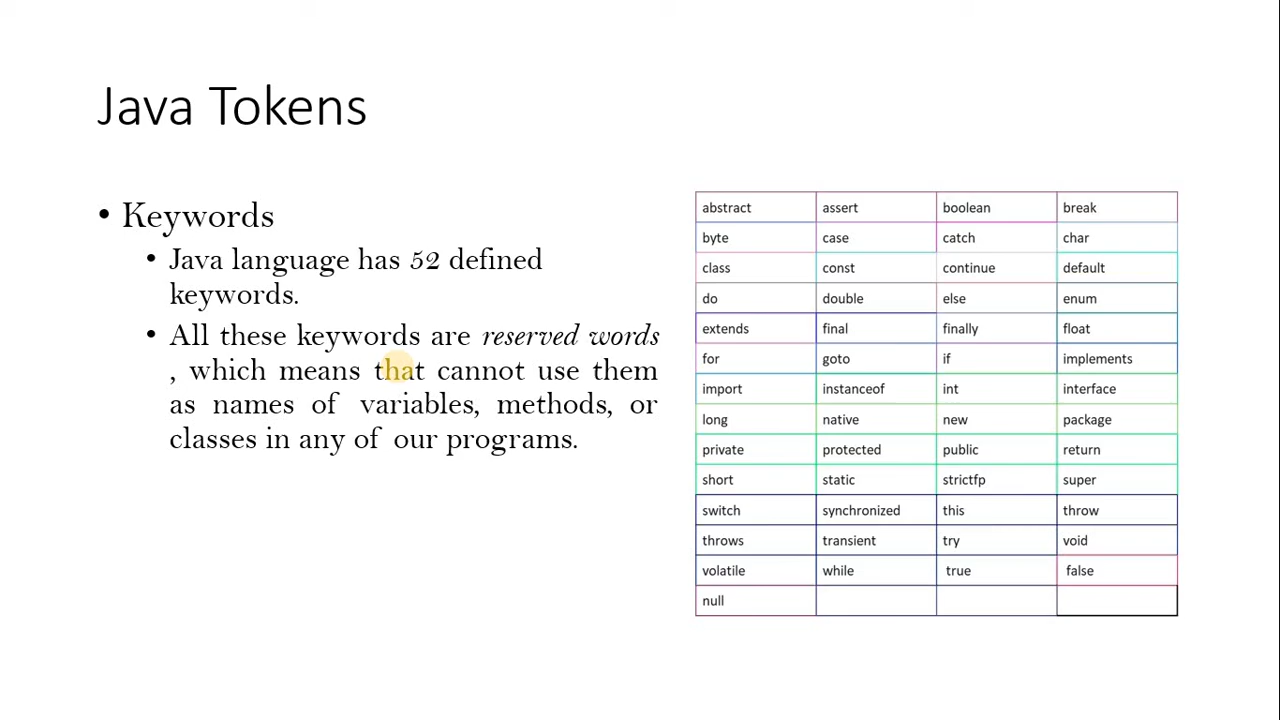 Java Tokens
• Keywords
• Java language has 52 defined
keywords.
• All these keywords are reserved words
, which means that cannot use them
as names of variables, methods, or
classes in any of our programs.
abstract assert boolean break
byte case catch char
class const continue default
do double else enum
extends final finally float
for goto if implements
import instanceof int interface
long native new package
private protected public return
short static strictfp super
switch synchronized this throw
throws transient try void
volatile while true false
null